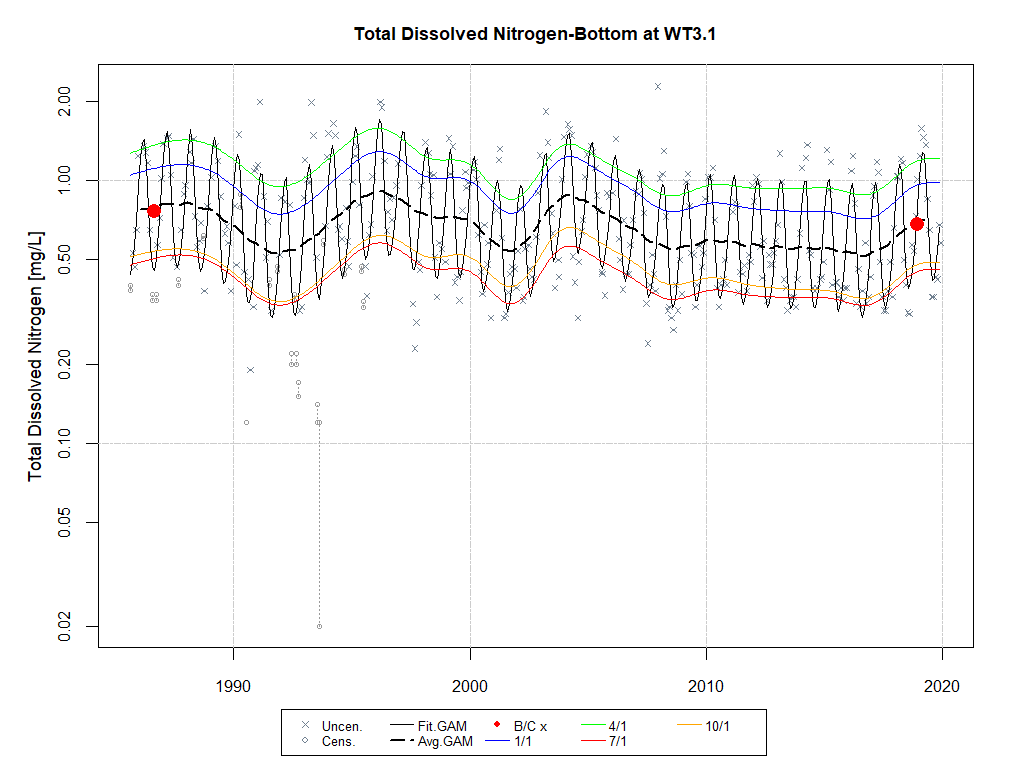 Total Dissolved Nitrogen-Bottom at WT3.1
Total Dissolved Nitrogen [mg/L]
2.00
1.00
0.50
0.20
0.10
0.05
0.02
1990 2000 2010 2020
Uncen. Fit.GAM B/C x 4/1 10/1
Cens. Avg.GAM 1/1 7/1